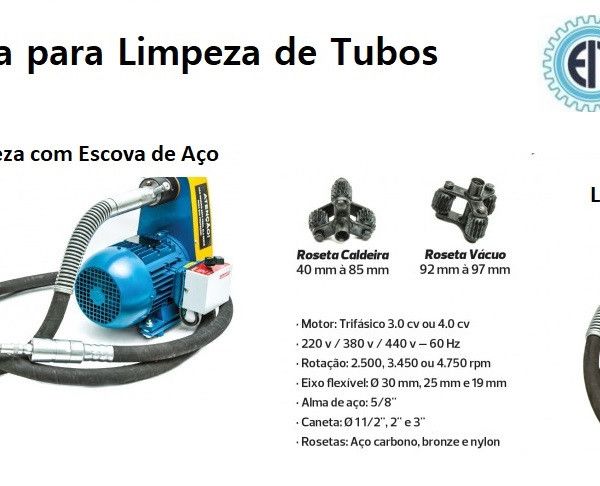 a para Limpeza de Tubos
EIT
eza com Escova de Aço
L
ATENÇÃO!
Roseta Caldeira
40 mm à 85 mm
Roseta Vácuo
92 mm à 97 mm
· Motor: Trifásico 3.0 cv ou 4.0 cv
· 220 v / 380 v / 440 v – 60 Hz
· Rotação: 2.500, 3.450 ou 4.750 rpm
· Eixo flexível: Ø 30 mm, 25 mm e 19 mm
· Alma de aço: 5/8"
· Caneta: Ø 11/2", 2" e 3"
· Rosetas: Aço carbono, bronze e nylon